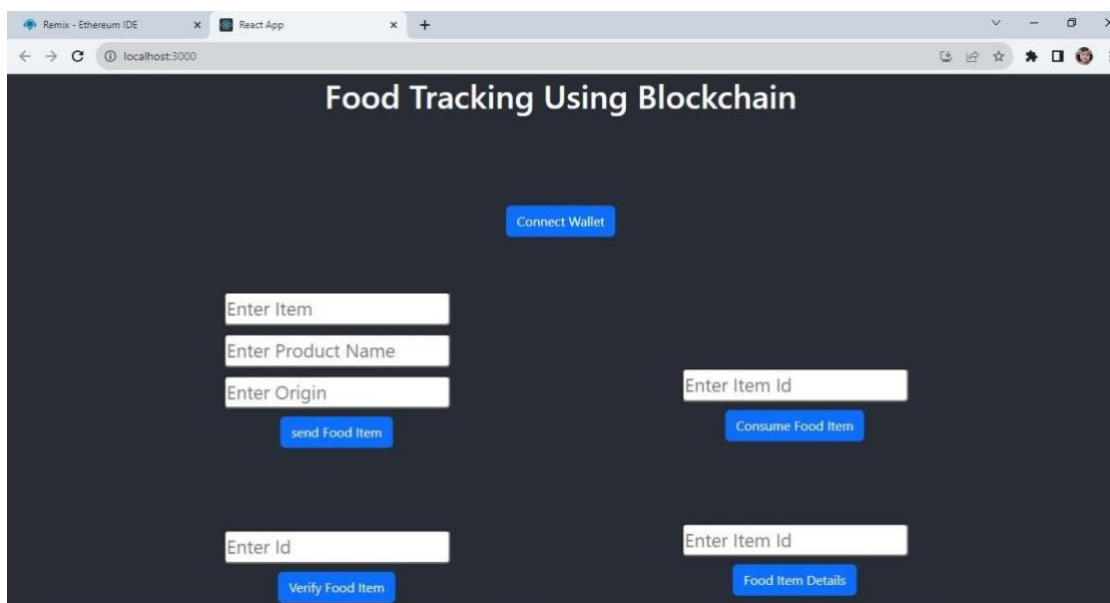 Remix - Ethereum IDE
React App
localhost:3000
Food Tracking Using Blockchain
Connect Wallet
Enter Item
Enter Product Name
Enter Origin
send Food Item
Enter Item Id
Consume Food Item
Enter Id
Verify Food Item
Enter Item Id
Food Item Details